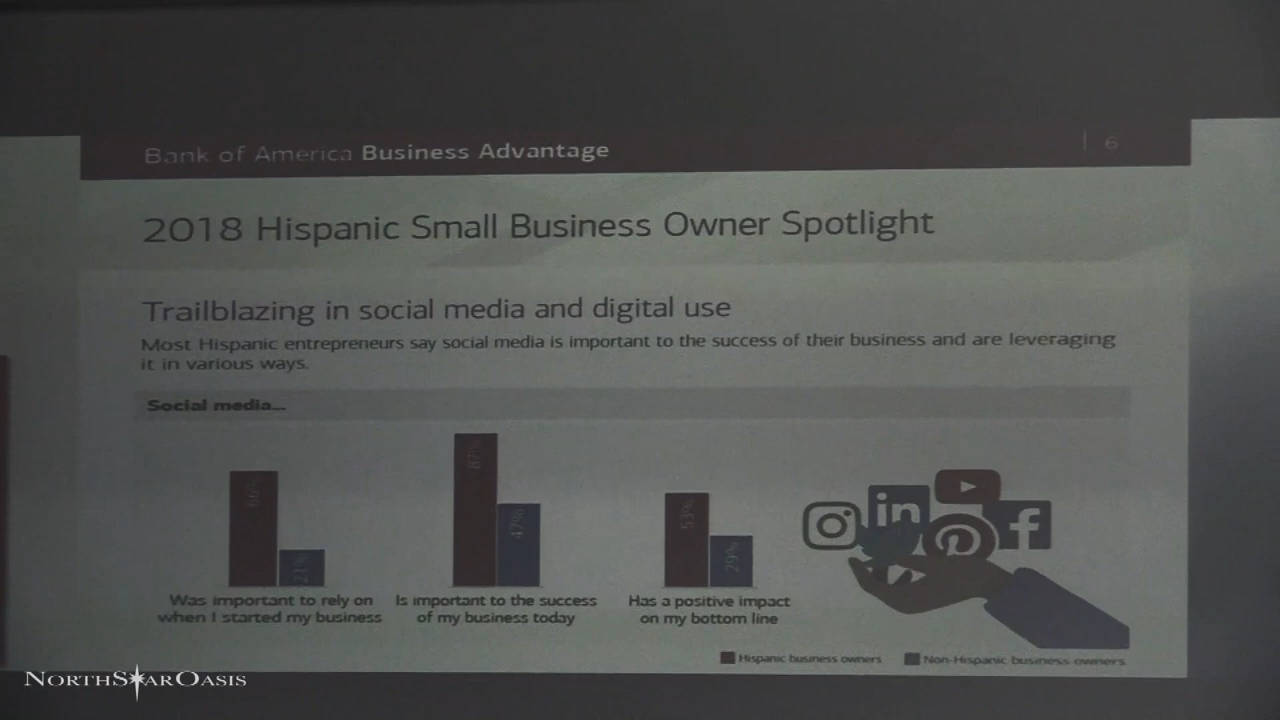 Bank of America Business Advantage
6
2018 Hispanic Small Business Owner Spotlight
Trailblazing in social media and digital use
Most Hispanic entrepreneurs say social media is important to the success of their business and are leveraging
it in various ways.
Social media...
66%
21%
87%
47%
53%
29%
Was important to rely on
when I started my business
Is important to the success
of my business today
Has a positive impact
on my bottom line
in
f
Hispanic business owners
Non-Hispanic business owners
NORTHSTAROASIS